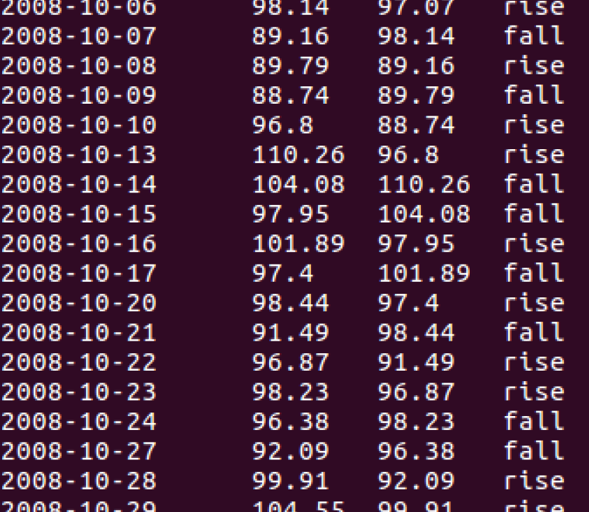 2008-10-06 98.14 97.07 rise
2008-10-07 89.16 98.14 fall
2008-10-08 89.79 89.16 rise
2008-10-09 88.74 89.79 fall
2008-10-10 96.8 88.74 rise
2008-10-13 110.26 96.8 rise
2008-10-14 104.08 110.26 fall
2008-10-15 97.95 104.08 fall
2008-10-16 101.89 97.95 rise
2008-10-17 97.4 101.89 fall
2008-10-20 98.44 97.4 rise
2008-10-21 91.49 98.44 fall
2008-10-22 96.87 91.49 rise
2008-10-23 98.23 96.87 rise
2008-10-24 96.38 98.23 fall
2008-10-27 92.09 96.38 fall
2008-10-28 99.91 92.09 rise
2008-10-29 104.55 99.91 rise